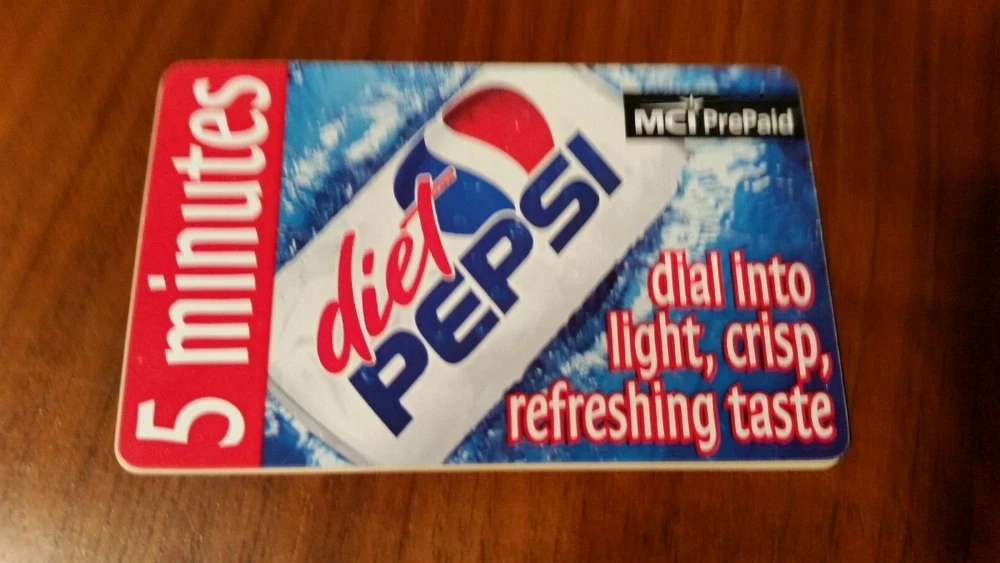 5 minutes
diet
PEPSI
MCI PrePaid
dial into
light, crisp,
refreshing taste